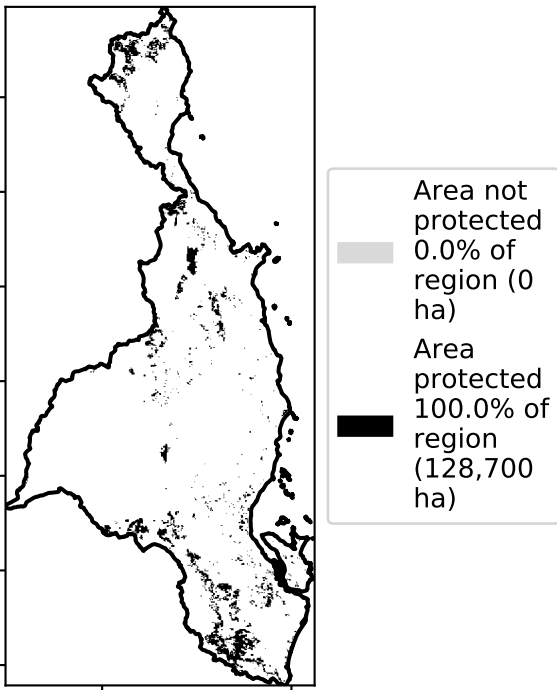 Area not
protected
0.0% of
region (0
ha)
Area
protected
100.0% of
region
(128,700
ha)